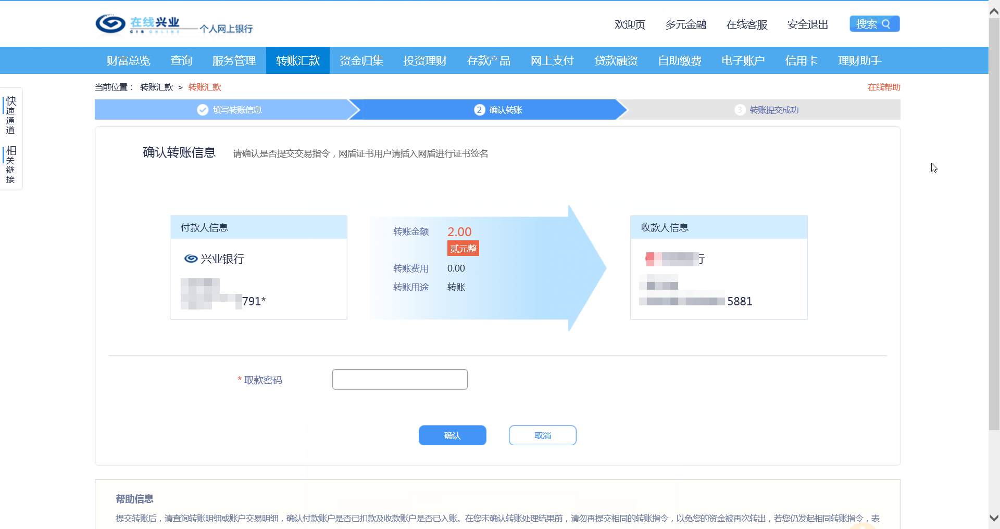 在线兴业
CIB ONLINE
个人网上银行
欢迎页 多元金融 在线客服 安全退出 搜索
财富总览 查询 服务管理 转账汇款 资金归集 投资理财 存款产品 网上支付 贷款融资 自助缴费 电子账户 信用卡 理财助手
当前位置： 转账汇款 > 转账汇款
在线帮助
快速通道
相关链接
填写转账信息
2 确认转账
3 转账提交成功
确认转账信息 请确认是否提交交易指令，网盾证书用户请插入网盾进行证书签名
付款人信息
兴业银行
791*
转账金额 2.00
贰元整
转账费用 0.00
转账用途 转账
收款人信息
5881
* 取款密码
确认 取消
帮助信息
提交转账后，请查询转账明细或账户交易明细，确认付款账户是否已扣款及收款账户是否已入账。在您未确认转账处理结果前，请勿再提交相同的转账指令，以免您的资金被再次转出，若您仍发起相同转账指令，表